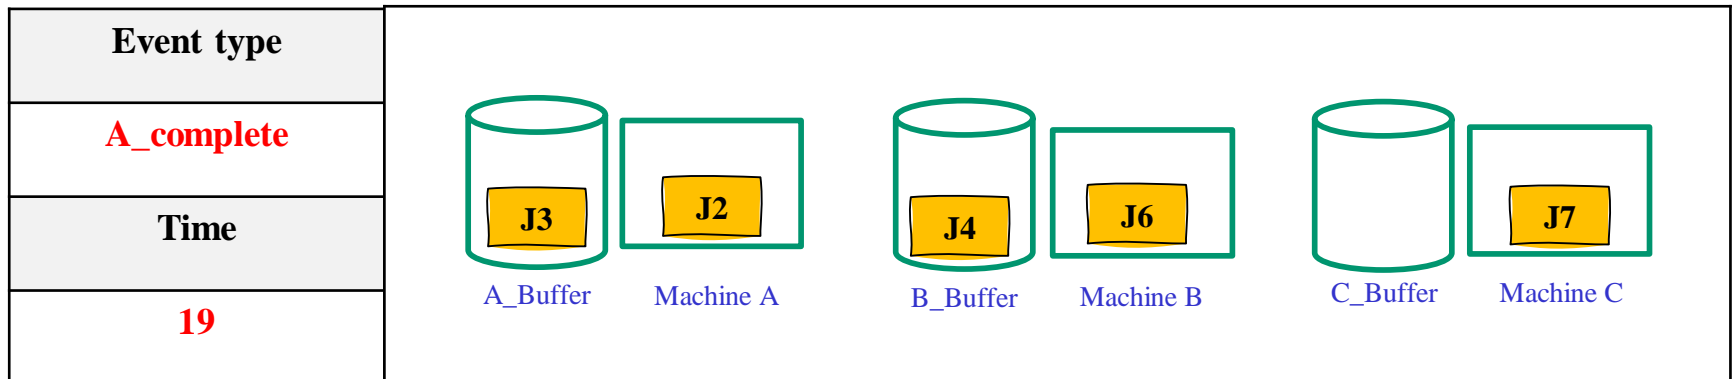 Event type
A_complete
Time
19
J3
J2
J4
J6
J7
A_Buffer
Machine A
B_Buffer
Machine B
C_Buffer
Machine C